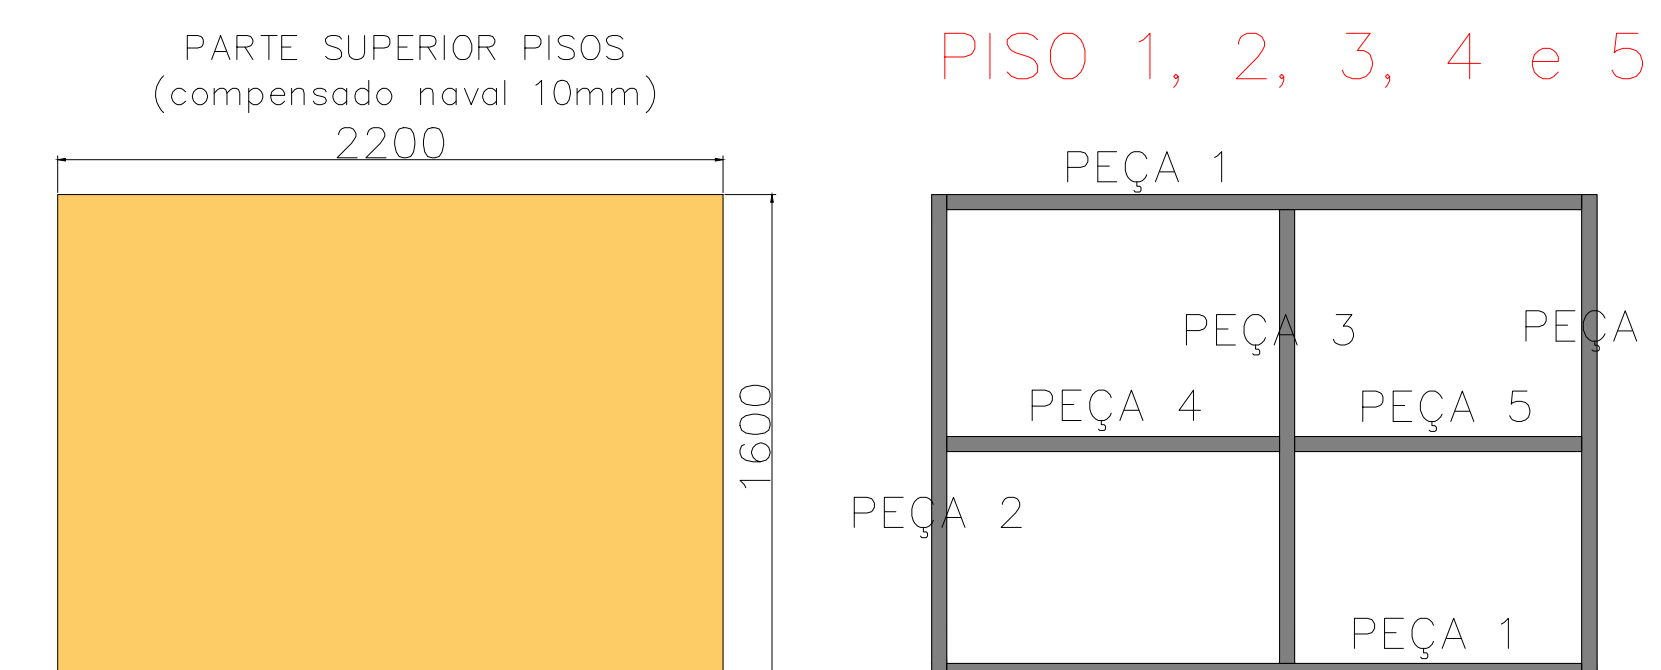 PARTE SUPERIOR PISOS
(compensado naval 10mm)
2200
1600
PISO 1, 2, 3, 4 e 5
PEÇA 1
PEÇA 3
PEÇA
PEÇA 4
PEÇA 5
PEÇA 2
PEÇA 1